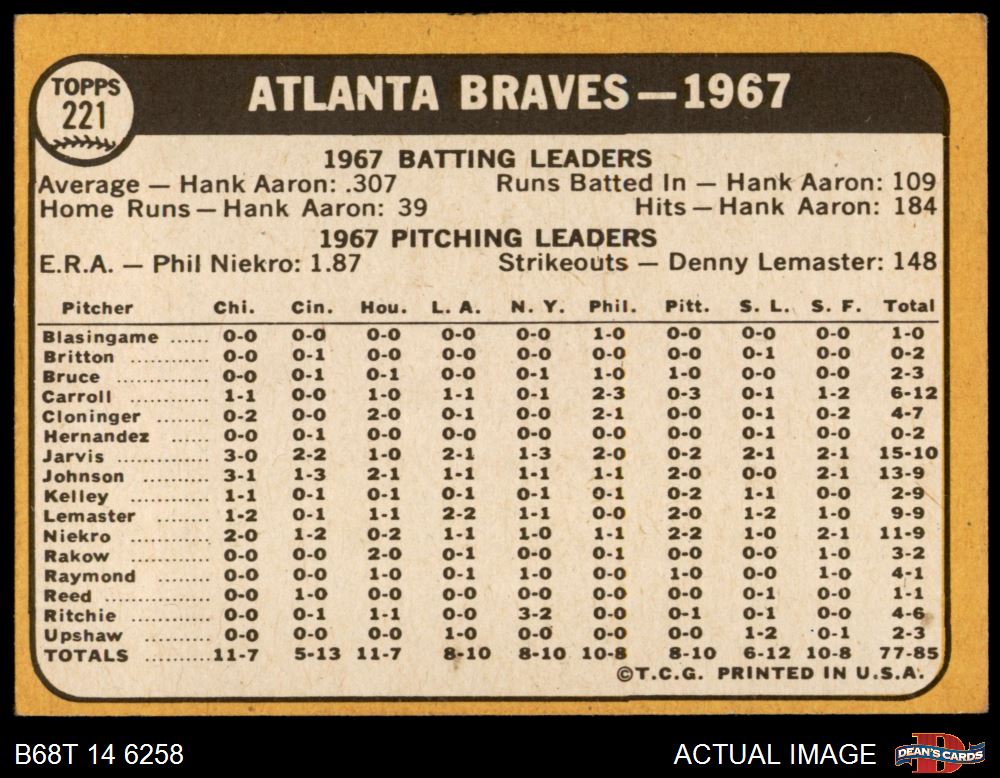 TOPPS
221
ATLANTA BRAVES—1967
1967 BATTING LEADERS
Average — Hank Aaron: .307 Runs Batted In — Hank Aaron: 109
Home Runs — Hank Aaron: 39 Hits — Hank Aaron: 184
1967 PITCHING LEADERS
E.R.A. — Phil Niekro: 1.87 Strikeouts — Denny Lemaster: 148
Pitcher Chi. Cin. Hou. L. A. N. Y. Phil. Pitt. S. L. S. F. Total
Blasingame ...... 0-0 0-0 0-0 0-0 0-0 1-0 0-0 0-0 0-0 1-0
Britton ............ 0-0 0-1 0-0 0-0 0-0 0-0 0-0 0-1 0-0 0-2
Bruce .............. 0-0 0-1 0-1 0-0 0-1 1-0 1-0 0-0 0-0 2-3
Carroll ............ 1-1 0-0 1-0 1-1 0-1 2-3 0-3 0-1 1-2 6-12
Cloninger ........ 0-2 0-0 2-0 0-1 0-0 2-1 0-0 0-1 0-2 4-7
Hernandez ...... 0-0 0-1 0-0 0-0 0-0 0-0 0-0 0-1 0-0 0-2
Jarvis .............. 3-0 2-2 1-0 2-1 1-3 2-0 0-2 2-1 2-1 15-10
Johnson .......... 3-1 1-3 2-1 1-1 1-1 1-1 2-0 0-0 2-1 13-9
Kelley ............ 1-1 0-1 0-1 0-1 0-1 0-1 0-2 1-1 0-0 2-9
Lemaster ........ 1-2 0-1 1-1 2-2 1-1 0-0 2-0 1-2 1-0 9-9
Niekro ............ 2-0 1-2 0-2 1-1 1-0 1-1 2-2 1-0 2-1 11-9
Rakow ............ 0-0 0-0 2-0 0-1 0-0 0-1 0-0 0-0 1-0 3-2
Raymond ........ 0-0 0-0 1-0 0-1 1-0 0-0 1-0 0-0 1-0 4-1
Reed .............. 0-0 1-0 0-0 0-0 0-0 0-0 0-0 0-1 0-0 1-1
Ritchie ............ 0-0 0-1 1-1 0-0 3-2 0-0 0-1 0-1 0-0 4-6
Upshaw .......... 0-0 0-0 0-0 1-0 0-0 0-0 0-0 1-2 0-1 2-3
TOTALS ..........11-7 5-13 11-7 8-10 8-10 10-8 8-10 6-12 10-8 77-85
©T.C.G. PRINTED IN U.S.A.
B68T 14 6258 ACTUAL IMAGE DEAN'S CARDS